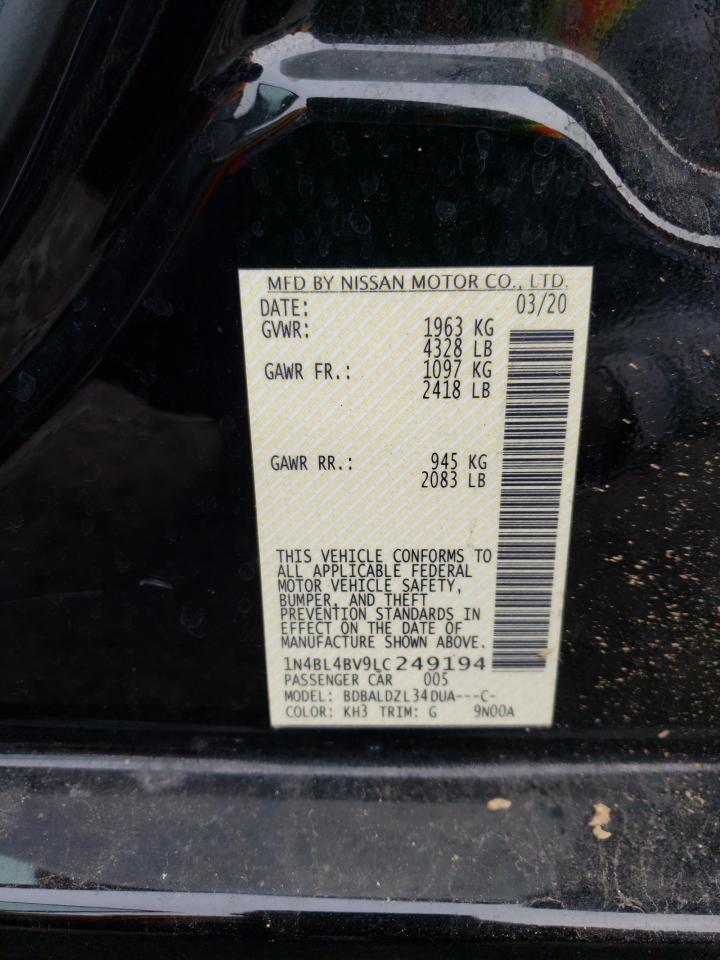 MFD BY NISSAN MOTOR CO., LTD.
DATE: 03/20
GVWR: 1963 KG
4328 LB
GAWR FR.: 1097 KG
2418 LB
GAWR RR.: 945 KG
2083 LB
THIS VEHICLE CONFORMS TO
ALL APPLICABLE FEDERAL
MOTOR VEHICLE SAFETY,
BUMPER, AND THEFT
PREVENTION STANDARDS IN
EFFECT ON THE DATE OF
MANUFACTURE SHOWN ABOVE.
1N4BL4BV9LC249194
PASSENGER CAR 005
MODEL: BDBALDZL34DUA---C-
COLOR: KH3 TRIM: G 9N00A